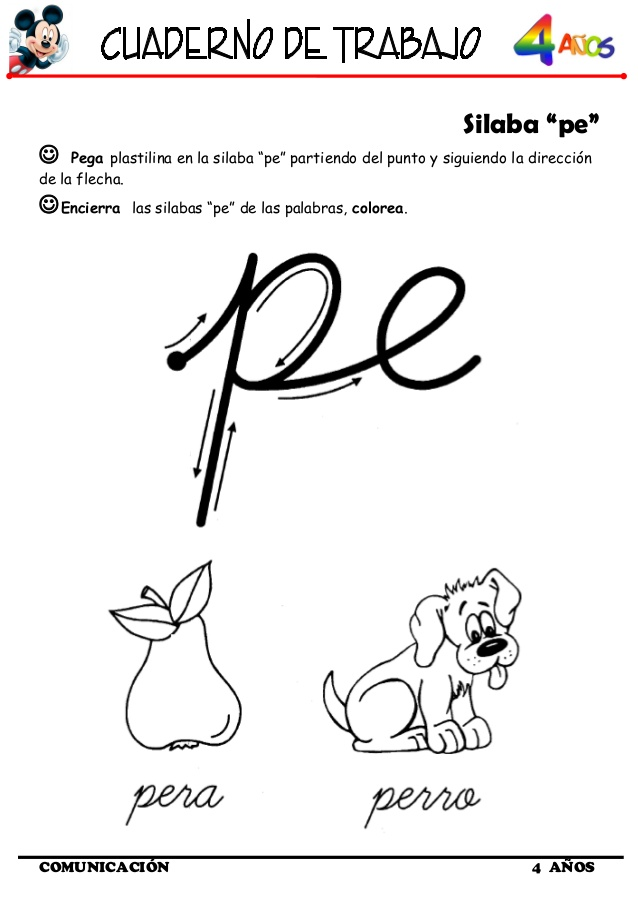 CUADERNO DE TRABAJO 4 AÑOS
Silaba “pe”
Pega plastilina en la silaba “pe” partiendo del punto y siguiendo la dirección
de la flecha.
Encierra las silabas “pe” de las palabras, colorea.
pe
pera perro
COMUNICACIÓN 4 AÑOS